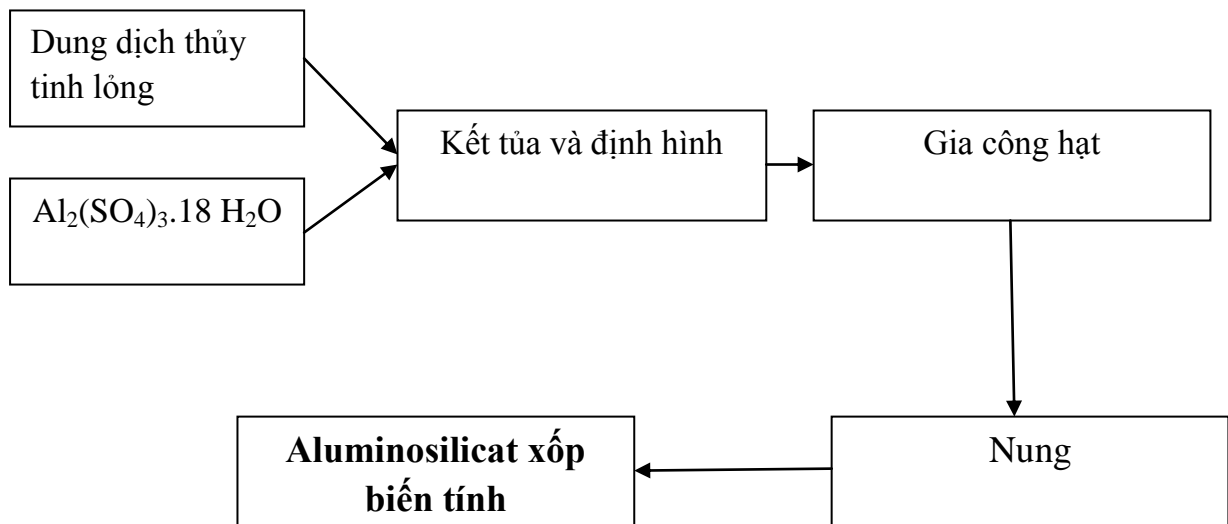 Dung dịch thủy
tinh lỏng
Al₂(SO₄)₃.18 H₂O
Kết tủa và định hình
Gia công hạt
Nung
Aluminosilicat xốp
biến tính